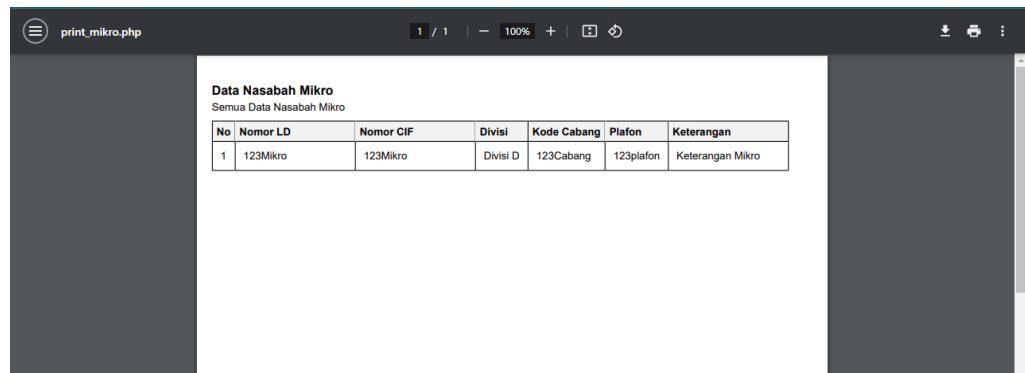 print_mikro.php 1 / 1 100%
Data Nasabah Mikro
Semua Data Nasabah Mikro
No Nomor LD Nomor CIF Divisi Kode Cabang Plafon Keterangan
1 123Mikro 123Mikro Divisi D 123Cabang 123plafon Keterangan Mikro